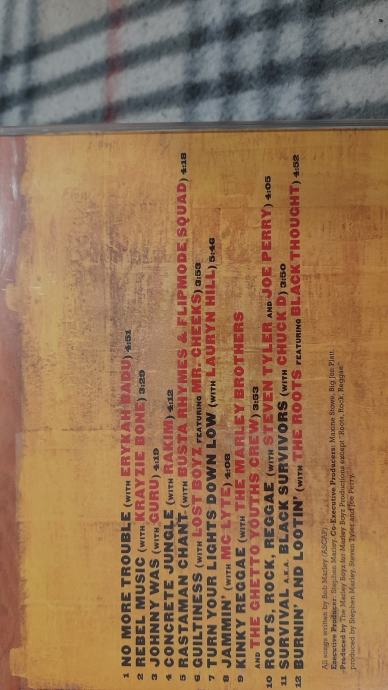 1 NO MORE TROUBLE (WITH ERYKAH BADU) 4:51
2 REBEL MUSIC (WITH KRAYZIE BONE) 3:29
3 JOHNNY WAS (WITH GURU) 4:19
4 CONCRETE JUNGLE (WITH RAKIM) 4:12
5 RASTAMAN CHANT (WITH BUSTA RHYMES & FLIPMODE SQUAD) 4:18
6 GUILTINESS (WITH LOST BOYZ FEATURING MR. CHEEKS) 3:53
7 TURN YOUR LIGHTS DOWN LOW (WITH LAURYN HILL) 5:46
8 JAMMIN' (WITH MC LYTE) 4:08
9 KINKY REGGAE (WITH THE MARLEY BROTHERS
AND THE GHETTO YOUTHS CREW) 3:53
10 ROOTS, ROCK, REGGAE (WITH STEVEN TYLER AND JOE PERRY) 4:05
11 SURVIVAL A.K.A. BLACK SURVIVORS (WITH CHUCK D) 3:50
12 BURNIN' AND LOOTIN' (WITH THE ROOTS FEATURING BLACK THOUGHT) 4:52
All songs written by Bob Marley (ASCAP)
Executive Producer: Stephen Marley, Co-Executive Producers: Maxine Stowe, Big Jon Platt
Produced by The Marley Boys for Marley Boys Productions except "Roots, Rock, Reggae"
produced by Stephen Marley, Steven Tyler and Joe Perry.